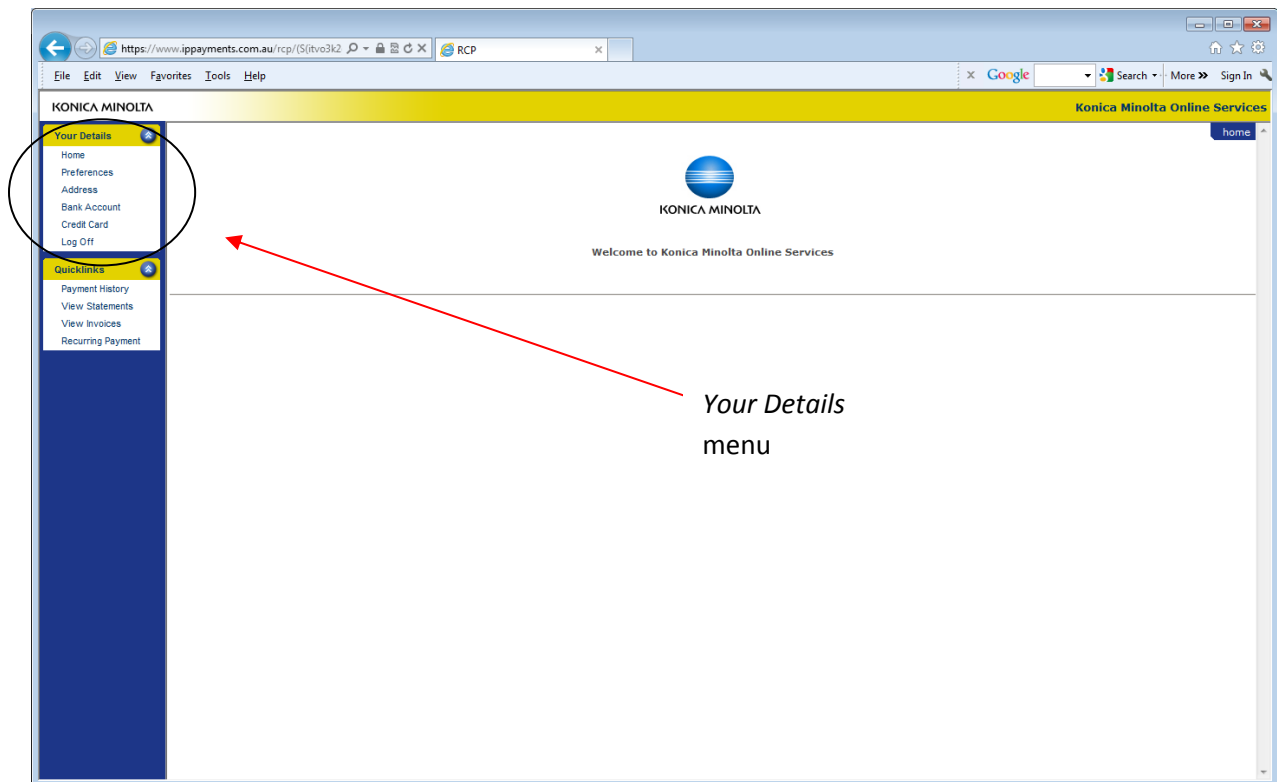 https://www.ippayments.com.au/rcp/(S(itvo3k2
RCP
File Edit View Favorites Tools Help
x Google Search More » Sign In
KONICA MINOLTA
Konica Minolta Online Services
Your Details
home
Home
Preferences
Address
Bank Account
Credit Card
Log Off
KONICA MINOLTA
Welcome to Konica Minolta Online Services
Quicklinks
Payment History
View Statements
View Invoices
Recurring Payment
Your Details
menu